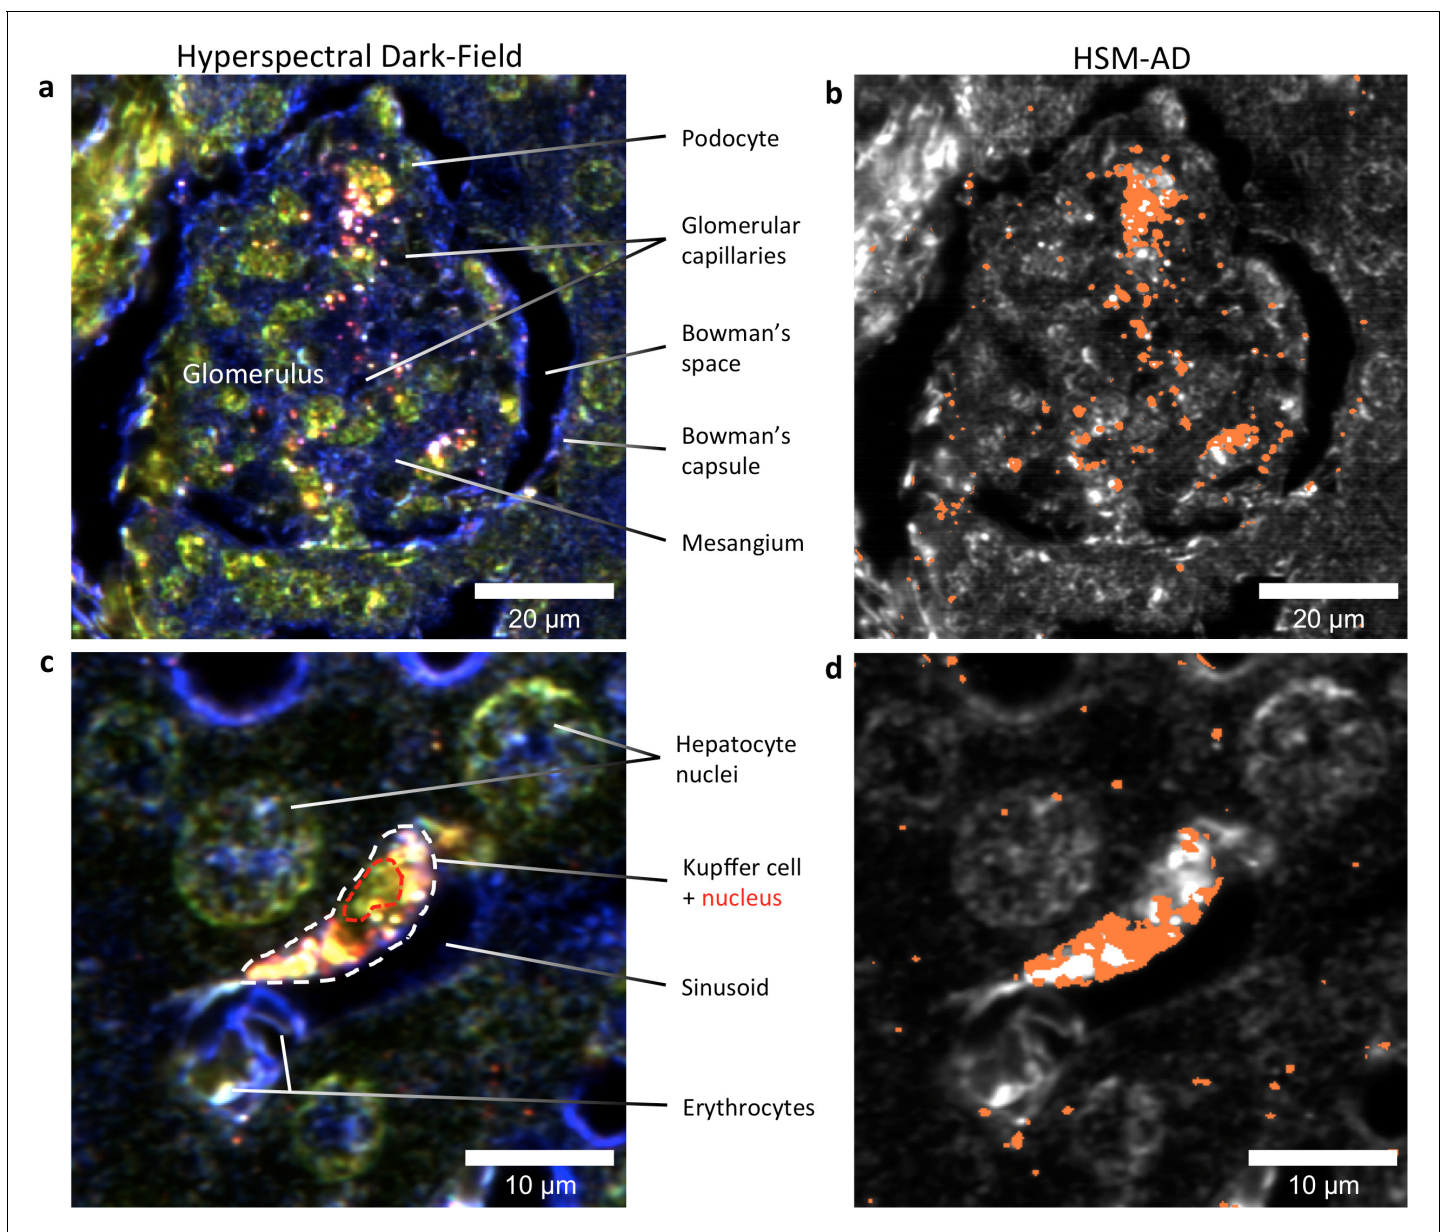 Hyperspectral Dark-Field
HSM-AD
a
b
Podocyte
Glomerular
capillaries
Bowman's
space
Glomerulus
Bowman's
capsule
Mesangium
20 µm
20 µm
c
d
Hepatocyte
nuclei
Kupffer cell
+ nucleus
Sinusoid
Erythrocytes
10 µm
10 µm